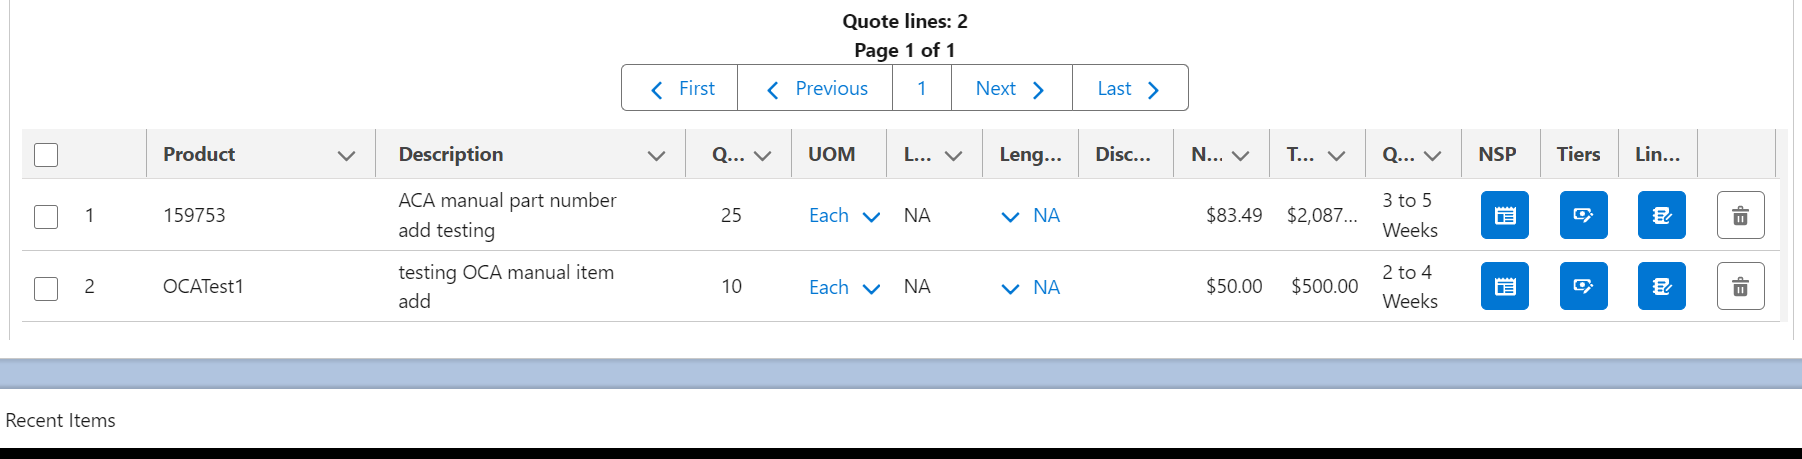 Quote lines: 2
Page 1 of 1
First Previous 1 Next Last
Product Description Q... UOM L... Leng... Disc... N... T... Q... NSP Tiers Lin...
1 159753 ACA manual part number add testing 25 Each NA NA $83.49 $2,087... 3 to 5 Weeks
2 OCATest1 testing OCA manual item add 10 Each NA NA $50.00 $500.00 2 to 4 Weeks
Recent Items